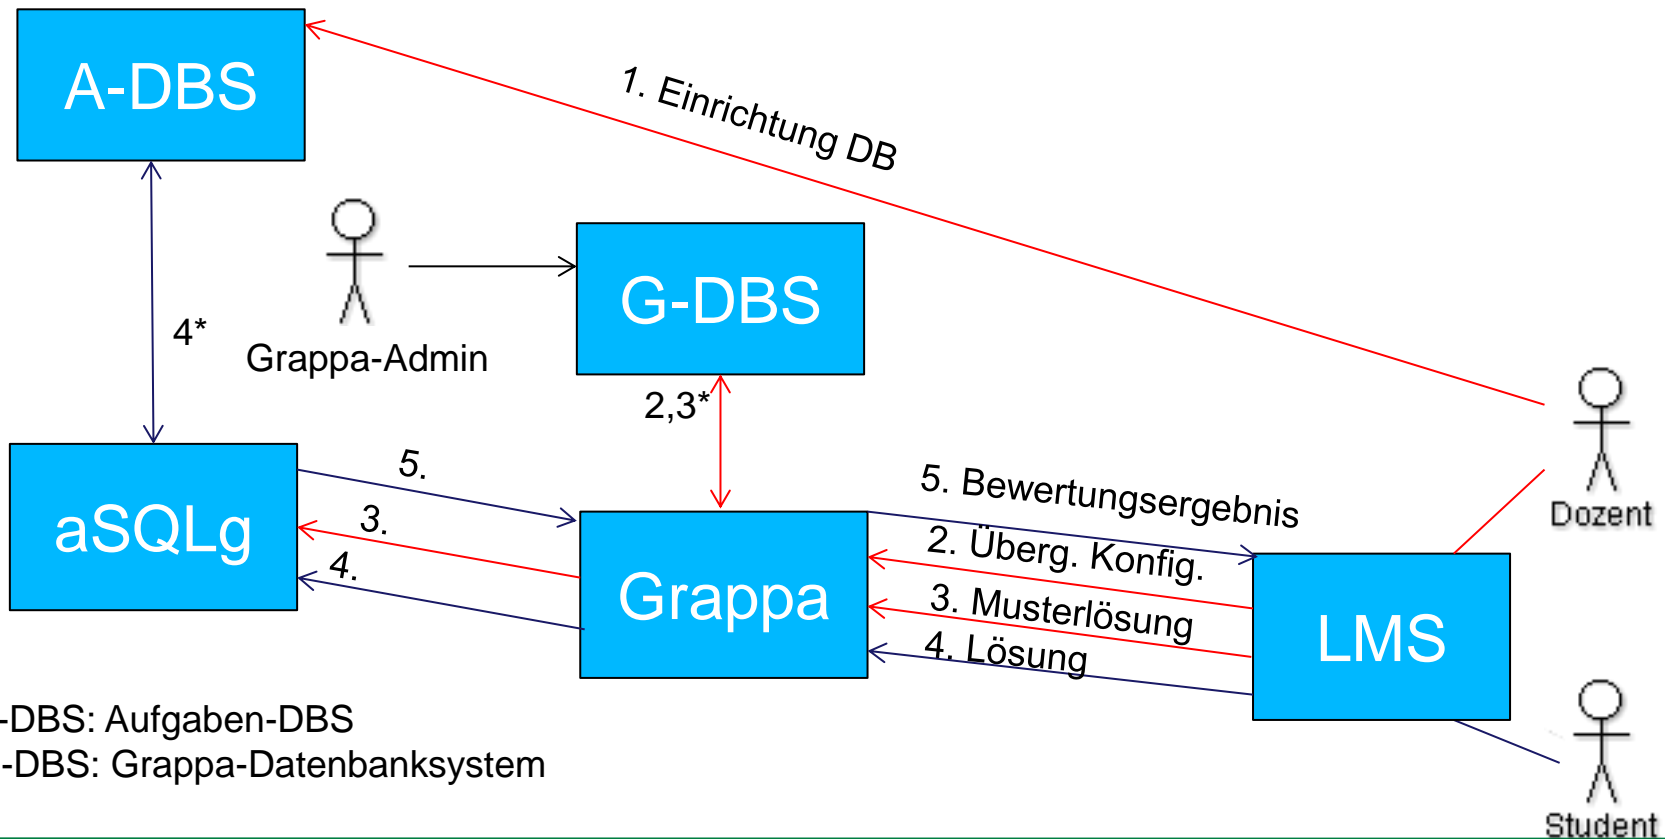 A-DBS
1. Einrichtung DB
G-DBS
4*
Grappa-Admin
2,3*
5.
5. Bewertungsergebnis
Dozent
aSQLg
3.
2. Überg. Konfig.
4.
Grappa
3. Musterlösung
LMS
4. Lösung
-DBS: Aufgaben-DBS
-DBS: Grappa-Datenbanksystem
Student